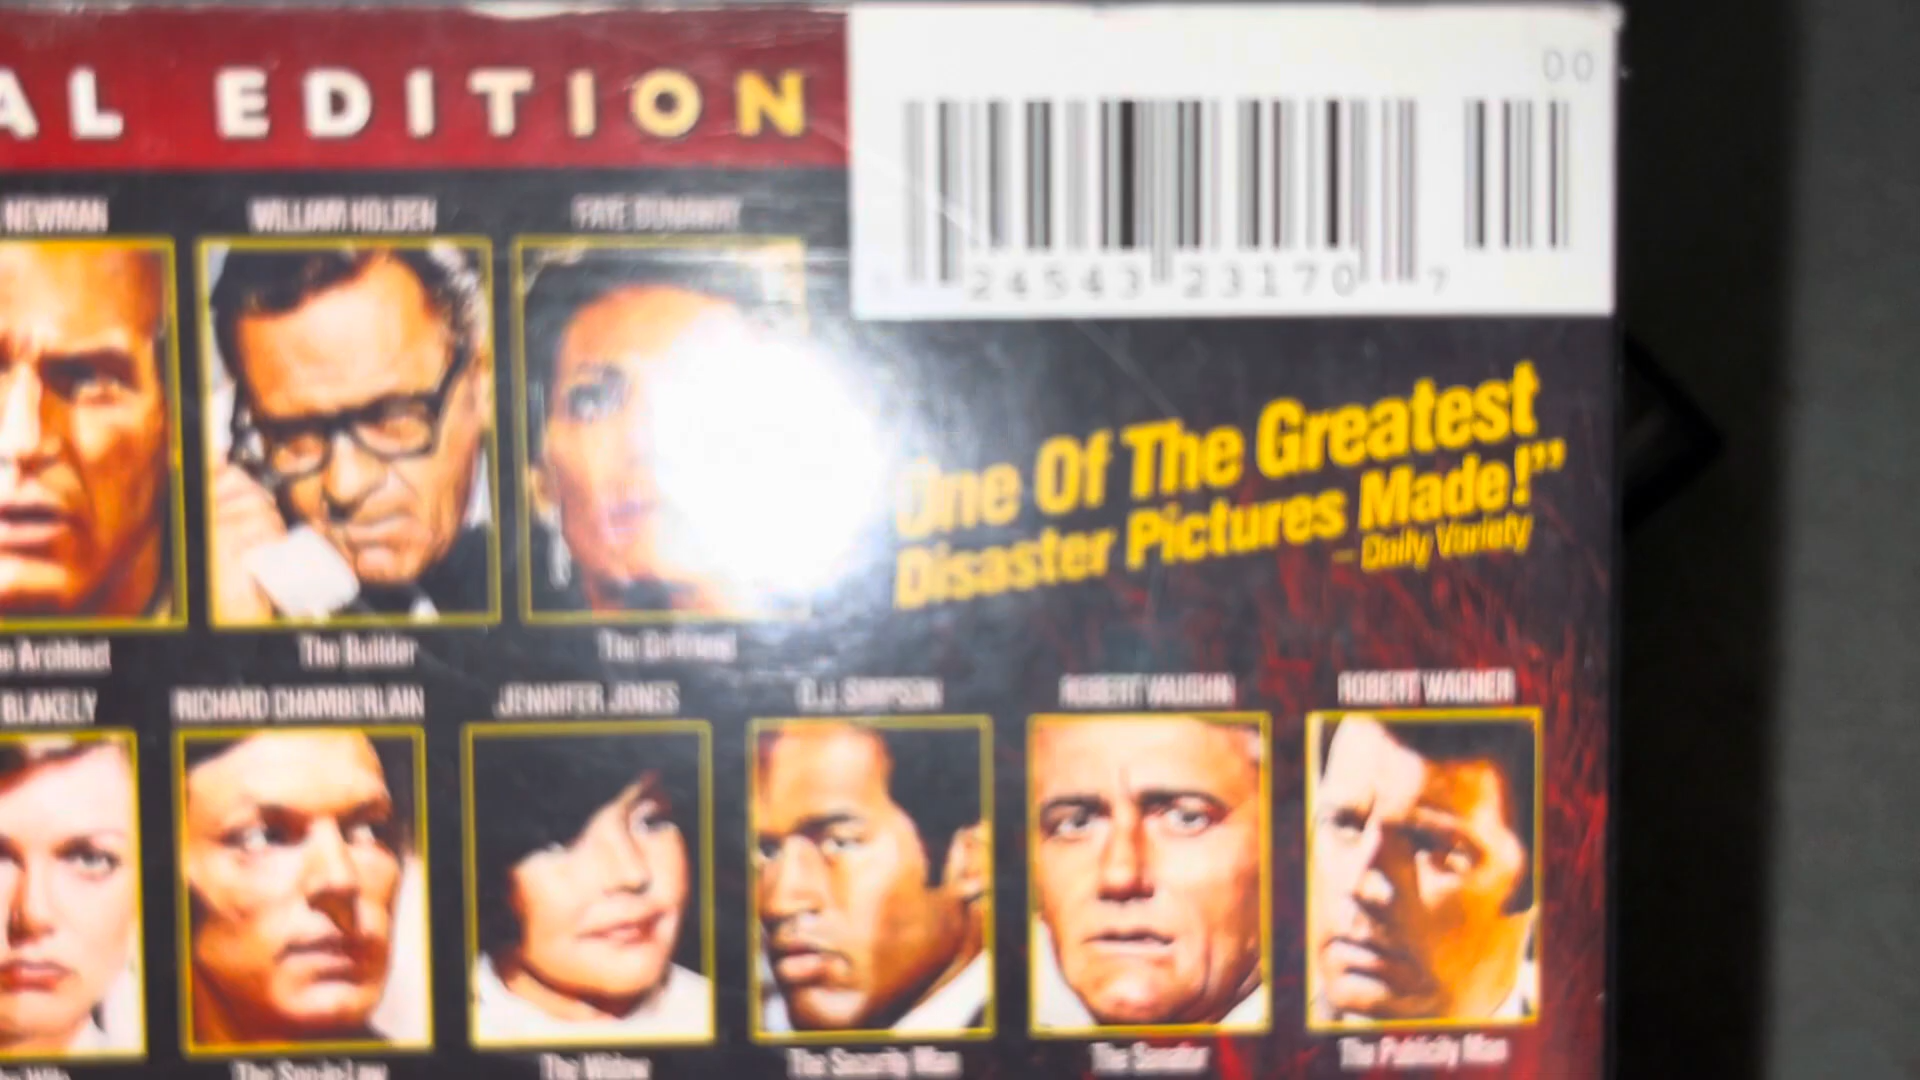 AL EDITION
00
24543 23170 7
NEWMAN
WILLIAM HOLDEN
FAYE DUNAWAY
One Of The Greatest
Disaster Pictures Made!”
– Daily Variety
Architect
The Builder
The Girlfriend
BLAKELY
RICHARD CHAMBERLAIN
JENNIFER JONES
O.J. SIMPSON
ROBERT VAUGHN
ROBERT WAGNER
Wife
The Son-in-Law
The Widow
The Security Man
The Senator
The Publicity Man